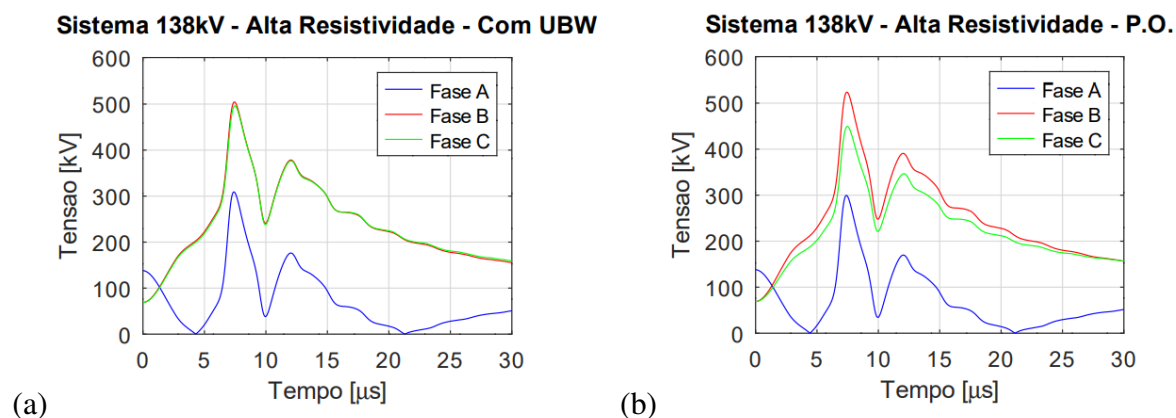 Sistema 138kV - Alta Resistividade - Com UBW
600
500
400
300
200
100
0
Tensao [kV]
Fase A
Fase B
Fase C
0 5 10 15 20 25 30
Tempo [µs]
(a)
Sistema 138kV - Alta Resistividade - P.O.
600
500
400
300
200
100
0
Tensao [kV]
Fase A
Fase B
Fase C
0 5 10 15 20 25 30
Tempo [µs]
(b)